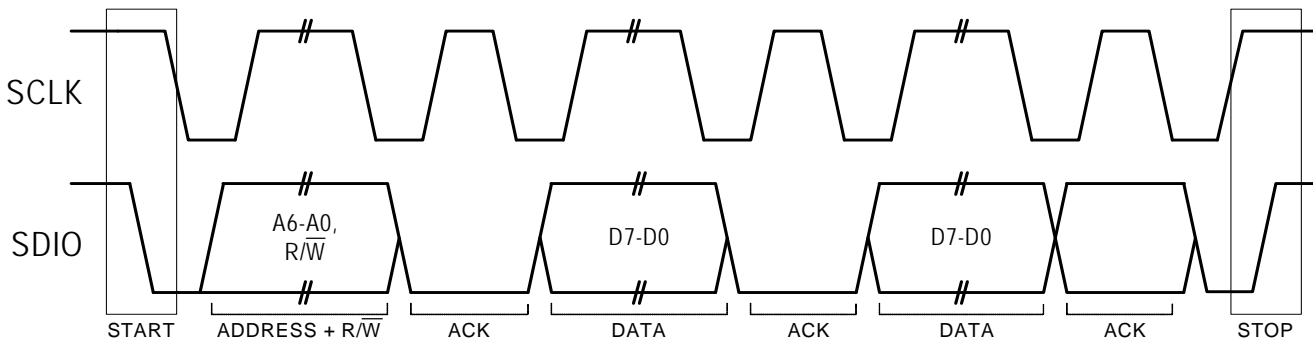 SCLK
SDIO
A6-A0,
R/W̅
D7-D0
D7-D0
START
ADDRESS + R/W̅
ACK
DATA
ACK
DATA
ACK
STOP